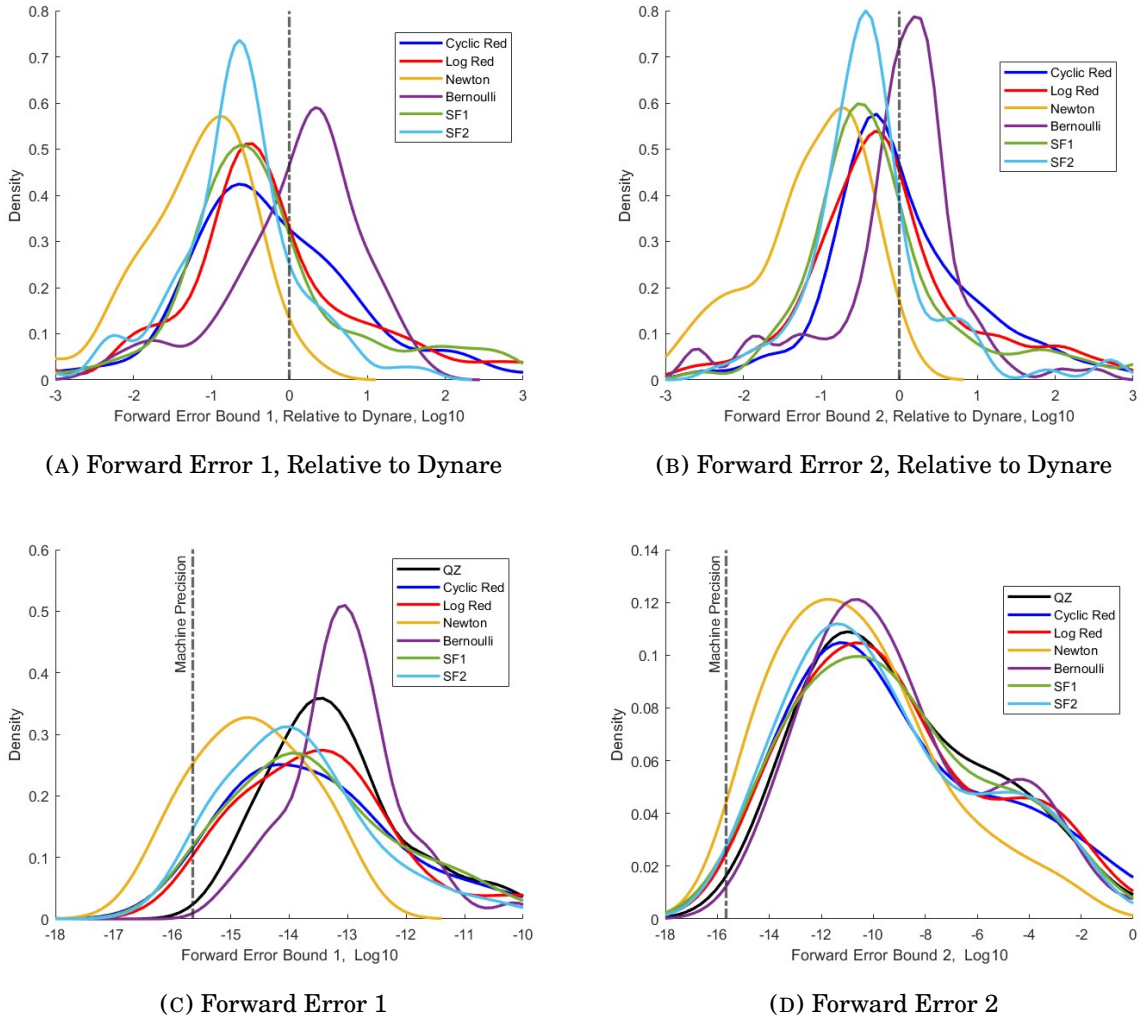 0.8
0.7
0.6
0.5
0.4
0.3
0.2
0.1
0
Density
-3
-2
-1
0
1
2
3
Forward Error Bound 1, Relative to Dynare, Log10
Cyclic Red
Log Red
Newton
Bernoulli
SF1
SF2
(A) Forward Error 1, Relative to Dynare
0.8
0.7
0.6
0.5
0.4
0.3
0.2
0.1
0
Density
-3
-2
-1
0
1
2
3
Forward Error Bound 2, Relative to Dynare, Log10
Cyclic Red
Log Red
Newton
Bernoulli
SF1
SF2
(B) Forward Error 2, Relative to Dynare
0.6
0.5
0.4
0.3
0.2
0.1
0
Density
Machine Precision
-18
-17
-16
-15
-14
-13
-12
-11
-10
Forward Error Bound 1, Log10
QZ
Cyclic Red
Log Red
Newton
Bernoulli
SF1
SF2
(C) Forward Error 1
0.14
0.12
0.1
0.08
0.06
0.04
0.02
0
Density
Machine Precision
-18
-16
-14
-12
-10
-8
-6
-4
-2
0
Forward Error Bound 2, Log10
QZ
Cyclic Red
Log Red
Newton
Bernoulli
SF1
SF2
(D) Forward Error 2